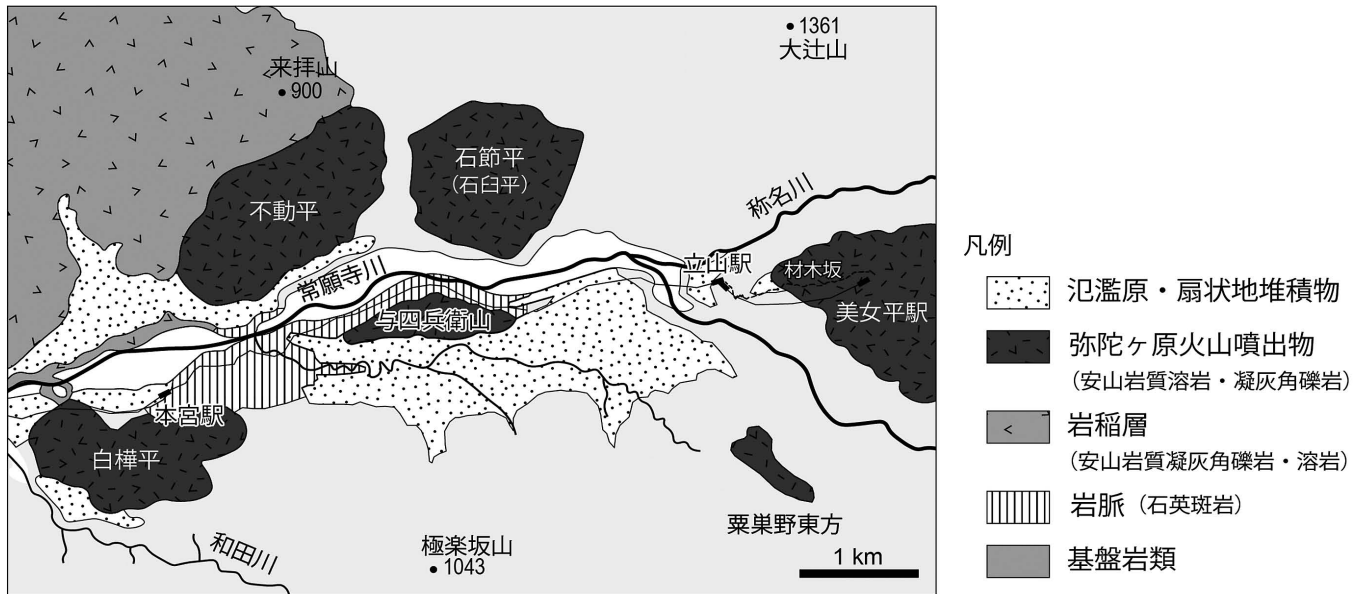 1361
大辻山
来拝山
900
石節平
(石臼平)
称名川
不動平
立山駅
材木坂
常願寺川
美女平駅
与四兵衛山
本宮駅
白樺平
粟巣野東方
和田川
極楽坂山
1043
1 km
凡例
氾濫原・扇状地堆積物
弥陀ヶ原火山噴出物
(安山岩質溶岩・凝灰角礫岩)
岩稲層
(安山岩質凝灰角礫岩・溶岩)
岩脈(石英斑岩)
基盤岩類